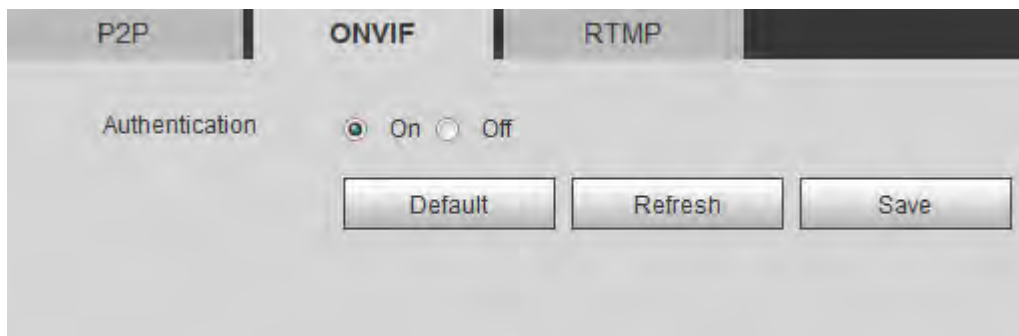 P2P ONVIF RTMP
Authentication On Off
Default Refresh Save